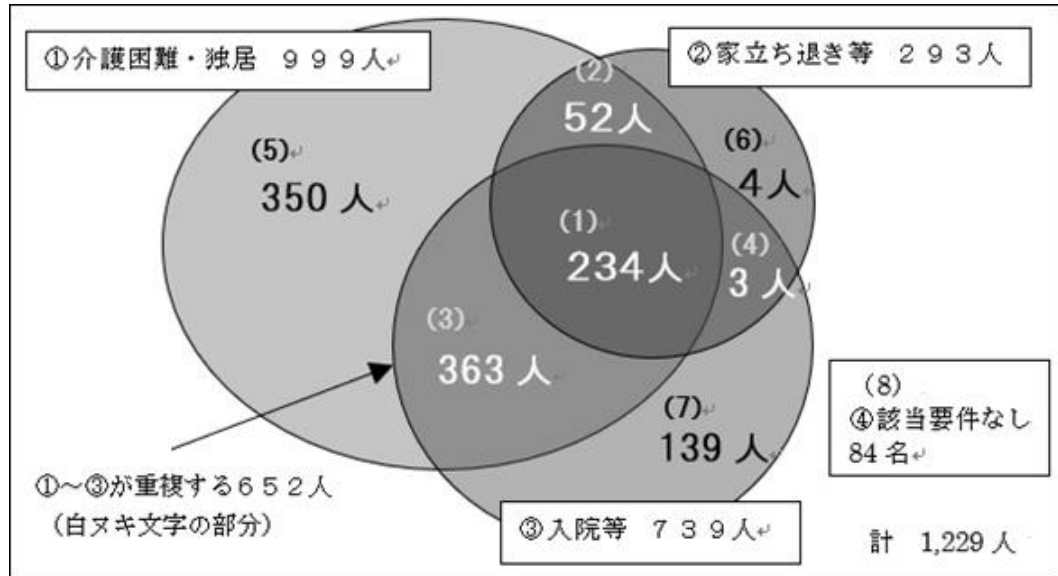 ①介護困難・独居 ９９９人↵
②家立ち退き等 ２９３人
(2)
52人
(5)↵
350 人↵
(6)↵
4人↵
(1)↵
234人↵
(4)
3 人↵
(3)↵
363 人↵
(7)↵
139 人↵
(8)
④該当要件なし
84 名↵
①～③が重複する６５２人
（白ヌキ文字の部分）
③入院等 ７３９人↵
計 1,229 人